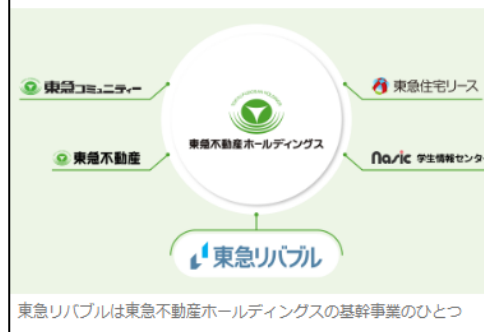 東急コミュニティー
東急住宅リース
東急不動産ホールディングス
東急不動産
Nasic 学生情報センター
東急リバブル
東急リバブルは東急不動産ホールディングスの基幹事業のひとつ